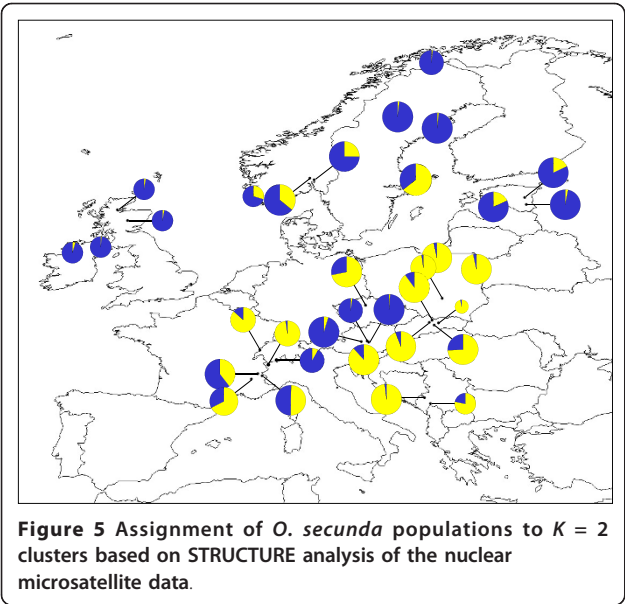 Figure 5 Assignment of O. secunda populations to K = 2
clusters based on STRUCTURE analysis of the nuclear
microsatellite data.